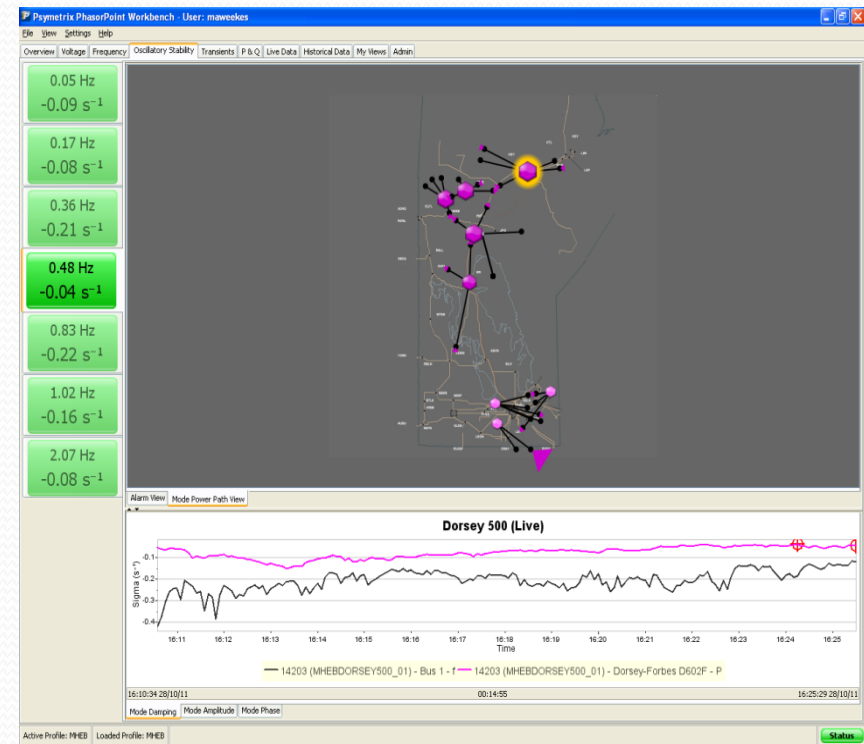 Psymetrix PhasorPoint Workbench - User: maweekes
File View Settings Help
Overview Voltage Frequency Oscillatory Stability Transients P & Q Live Data Historical Data My Views Admin
0.05 Hz
-0.09 s⁻¹
0.17 Hz
-0.08 s⁻¹
0.36 Hz
-0.21 s⁻¹
0.48 Hz
-0.04 s⁻¹
0.83 Hz
-0.22 s⁻¹
1.02 Hz
-0.16 s⁻¹
2.07 Hz
-0.08 s⁻¹
Alarm View Mode Power Path View
Dorsey 500 (Live)
Sigma (s⁻¹)
-0.1
-0.2
-0.3
-0.4
16:11 16:12 16:13 16:14 16:15 16:16 16:17 16:18 16:19 16:20 16:21 16:22 16:23 16:24 16:25
Time
14203 (MHEBDORSEY500_01) - Bus 1 - f 14203 (MHEBDORSEY500_01) - Dorsey-Forbes D602F - P
16:10:34 28/10/11 00:14:55 16:25:29 28/10/11
Mode Damping Mode Amplitude Mode Phase
Active Profile: MHEB Loaded Profile: MHEB Status